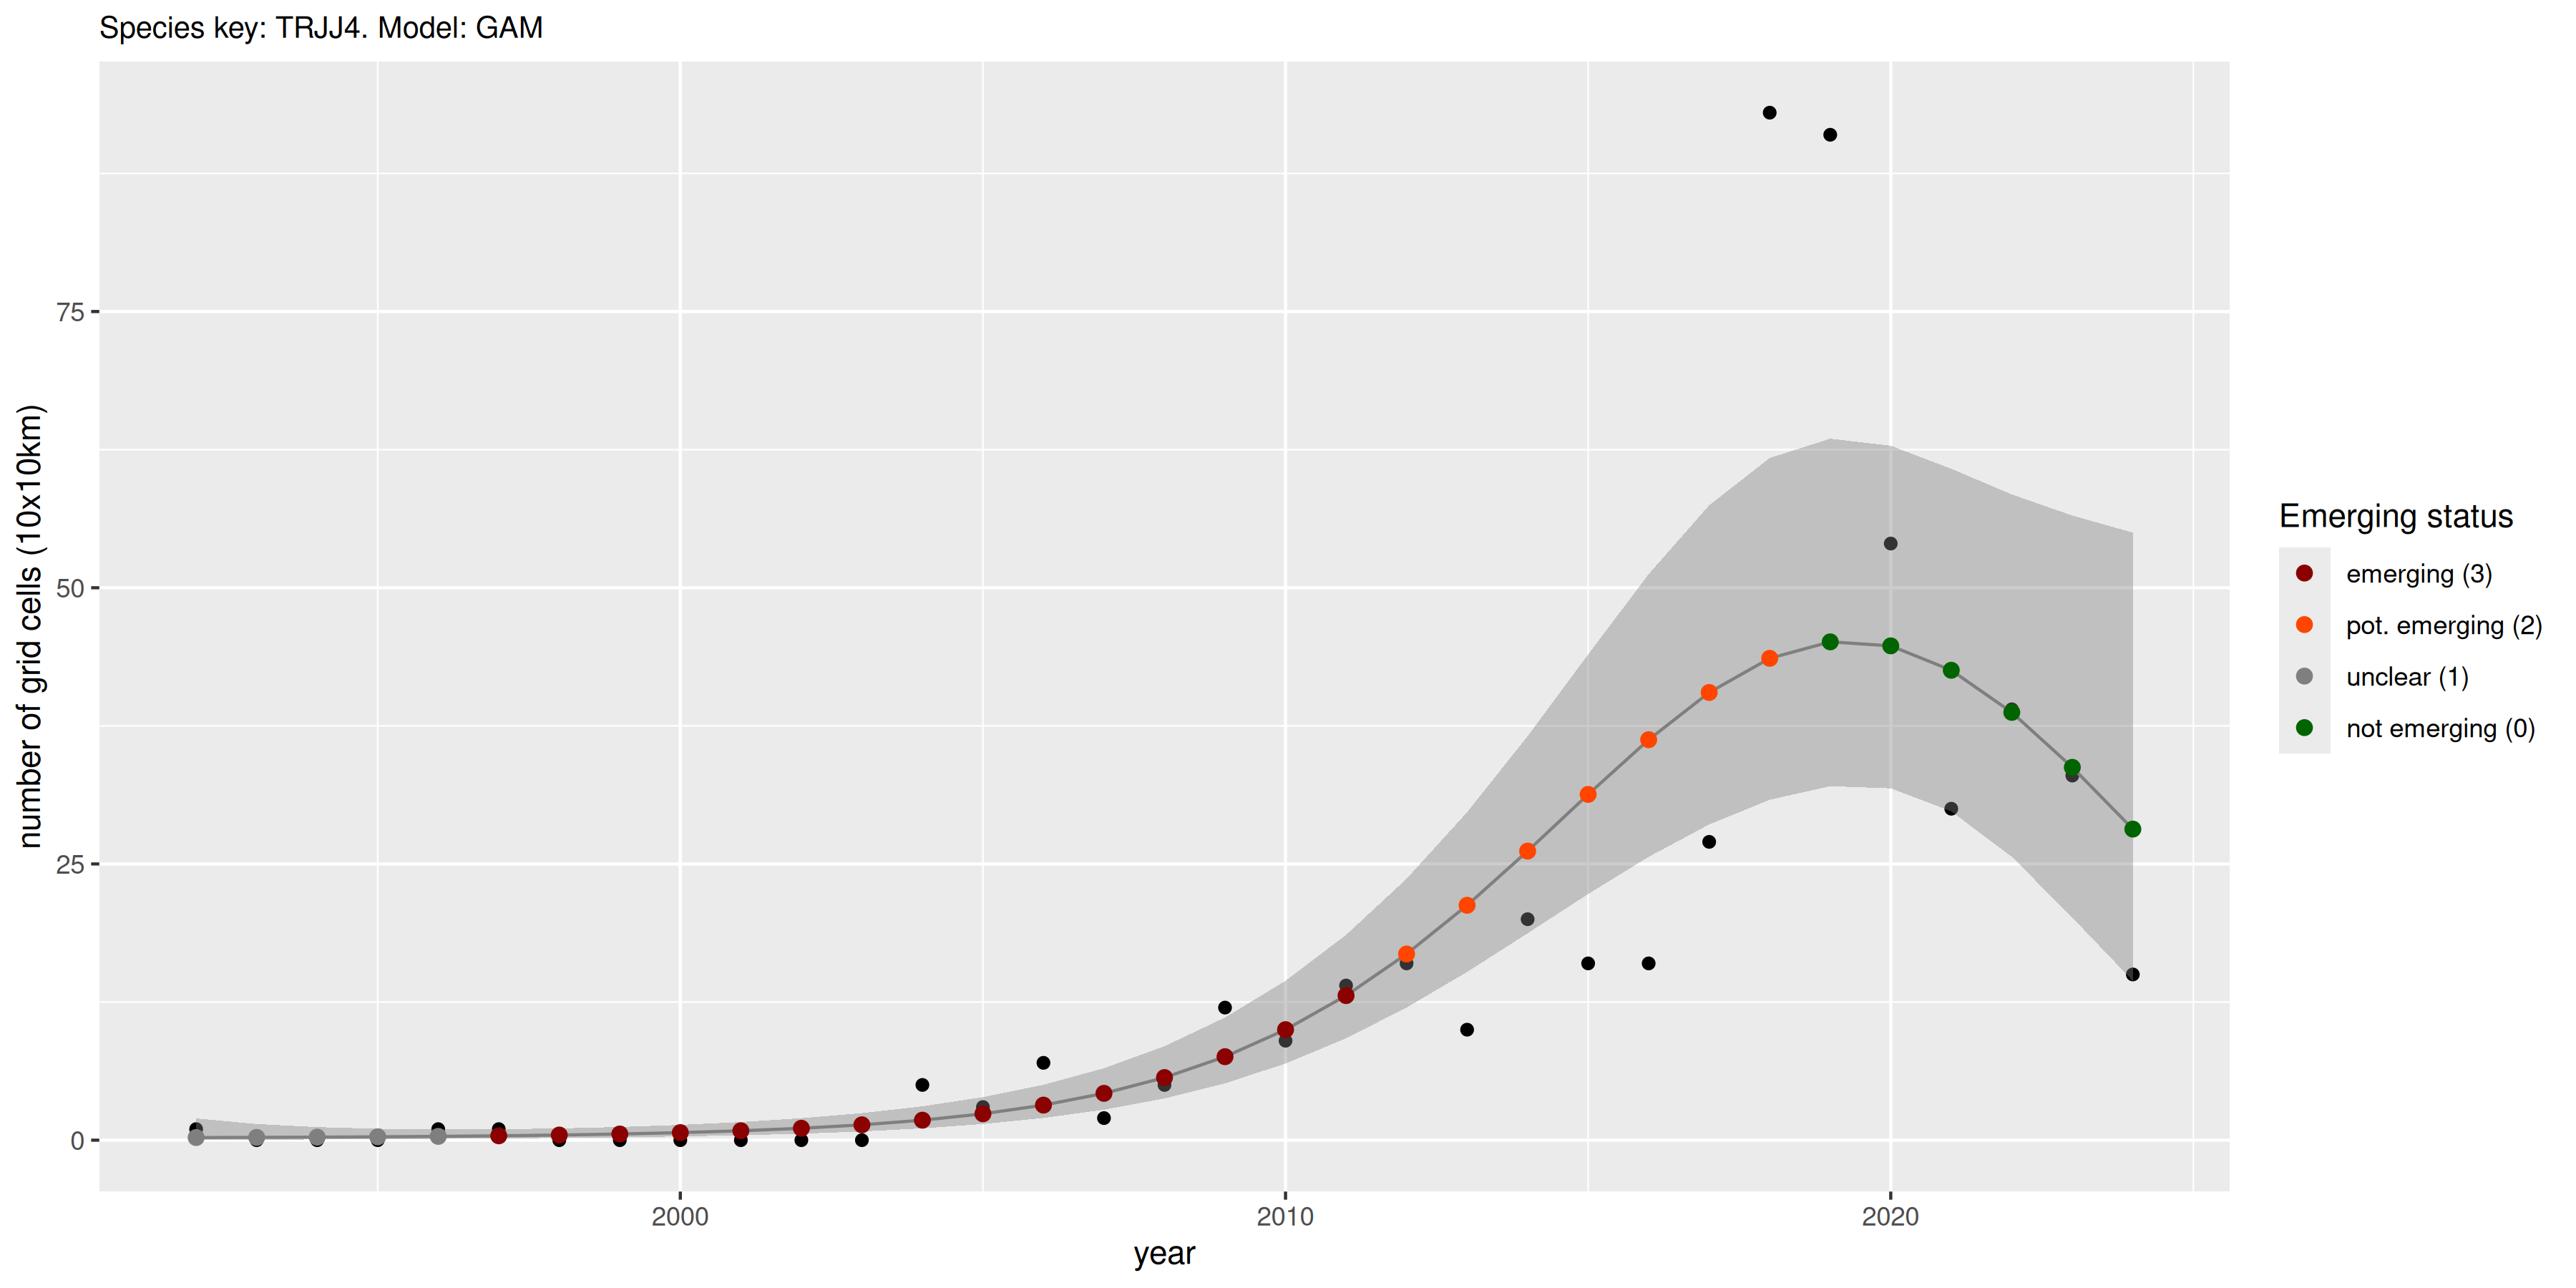 Species key: TRJJ4. Model: GAM
number of grid cells (10x10km)
75
50
25
0
2000
2010
2020
year
Emerging status
emerging (3)
pot. emerging (2)
unclear (1)
not emerging (0)